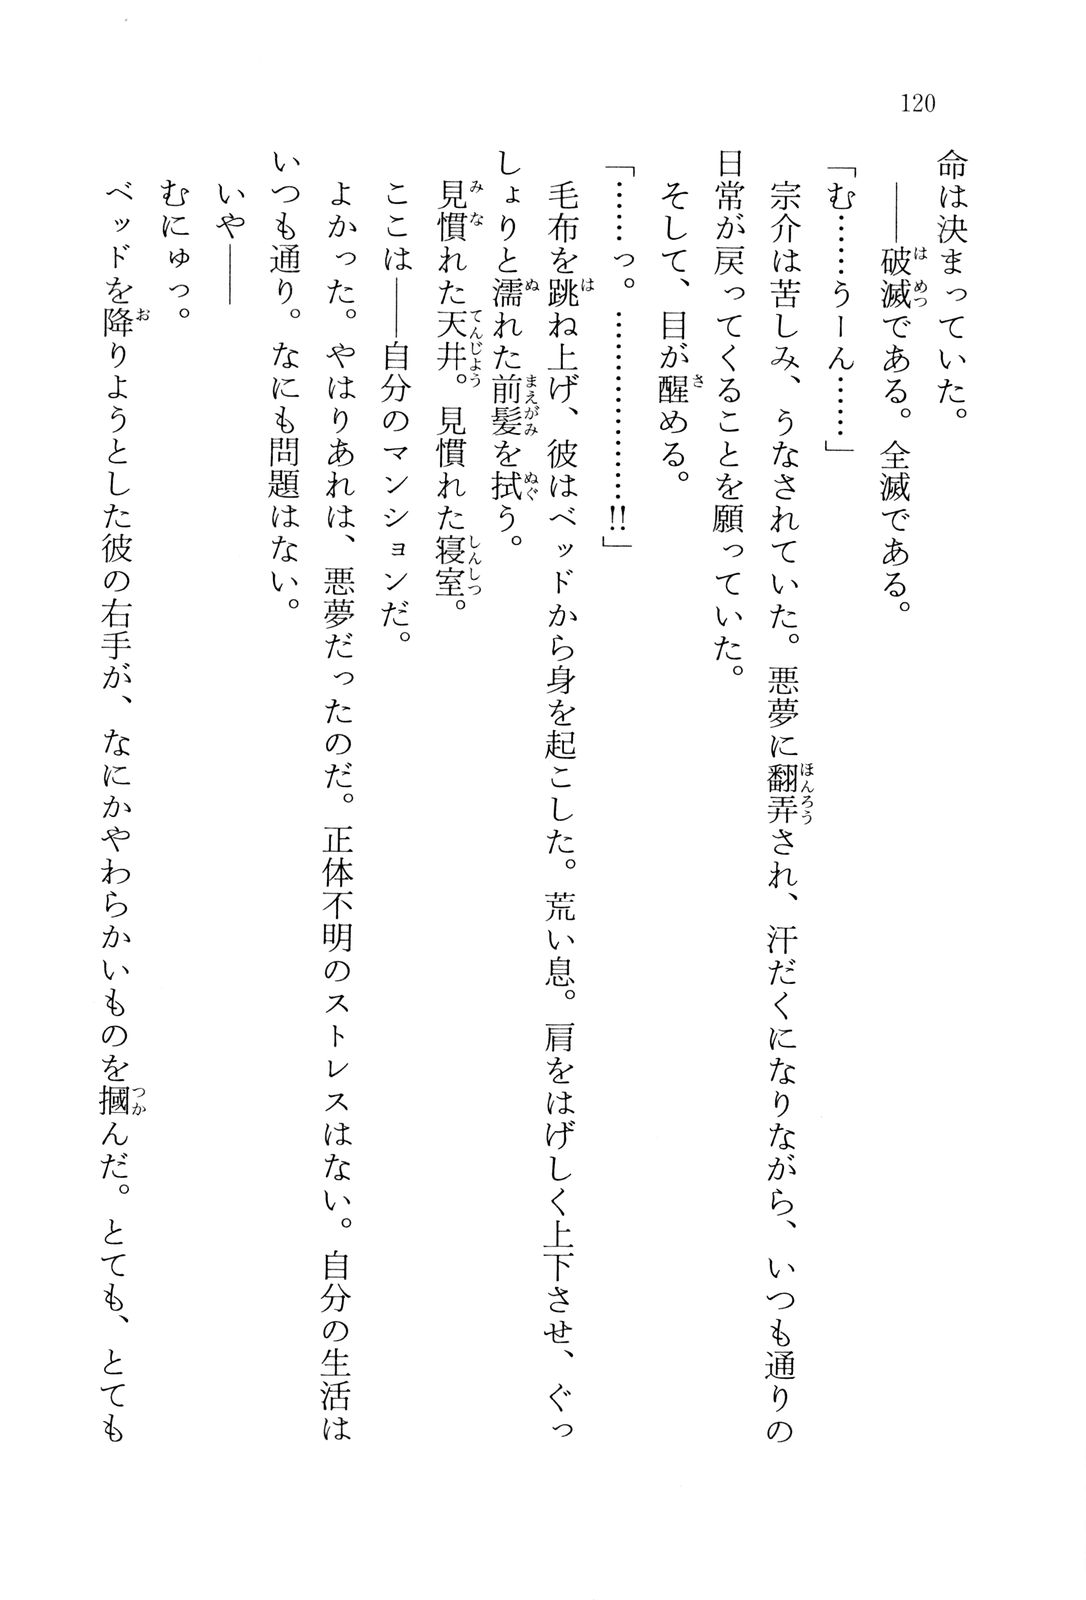 120
命は決まっていた。
――破滅である。全滅である。
「む……うーん……」
宗介は苦しみ、うなされていた。悪夢に翻弄され、汗だくになりながら、いつも通りの
日常が戻ってくることを願っていた。
そして、目が醒める。
「……っ。………………!!」
毛布を跳ね上げ、彼はベッドから身を起こした。荒い息。肩をはげしく上下させ、ぐっ
しょりと濡れた前髪を拭う。
見慣れた天井。見慣れた寝室。
ここは――自分のマンションだ。
よかった。やはりあれは、悪夢だったのだ。正体不明のストレスはない。自分の生活は
いつも通り。なにも問題はない。
いや――
むにゅっ。
ベッドを降りようとした彼の右手が、なにかやわらかいものを摑んだ。とても、とても